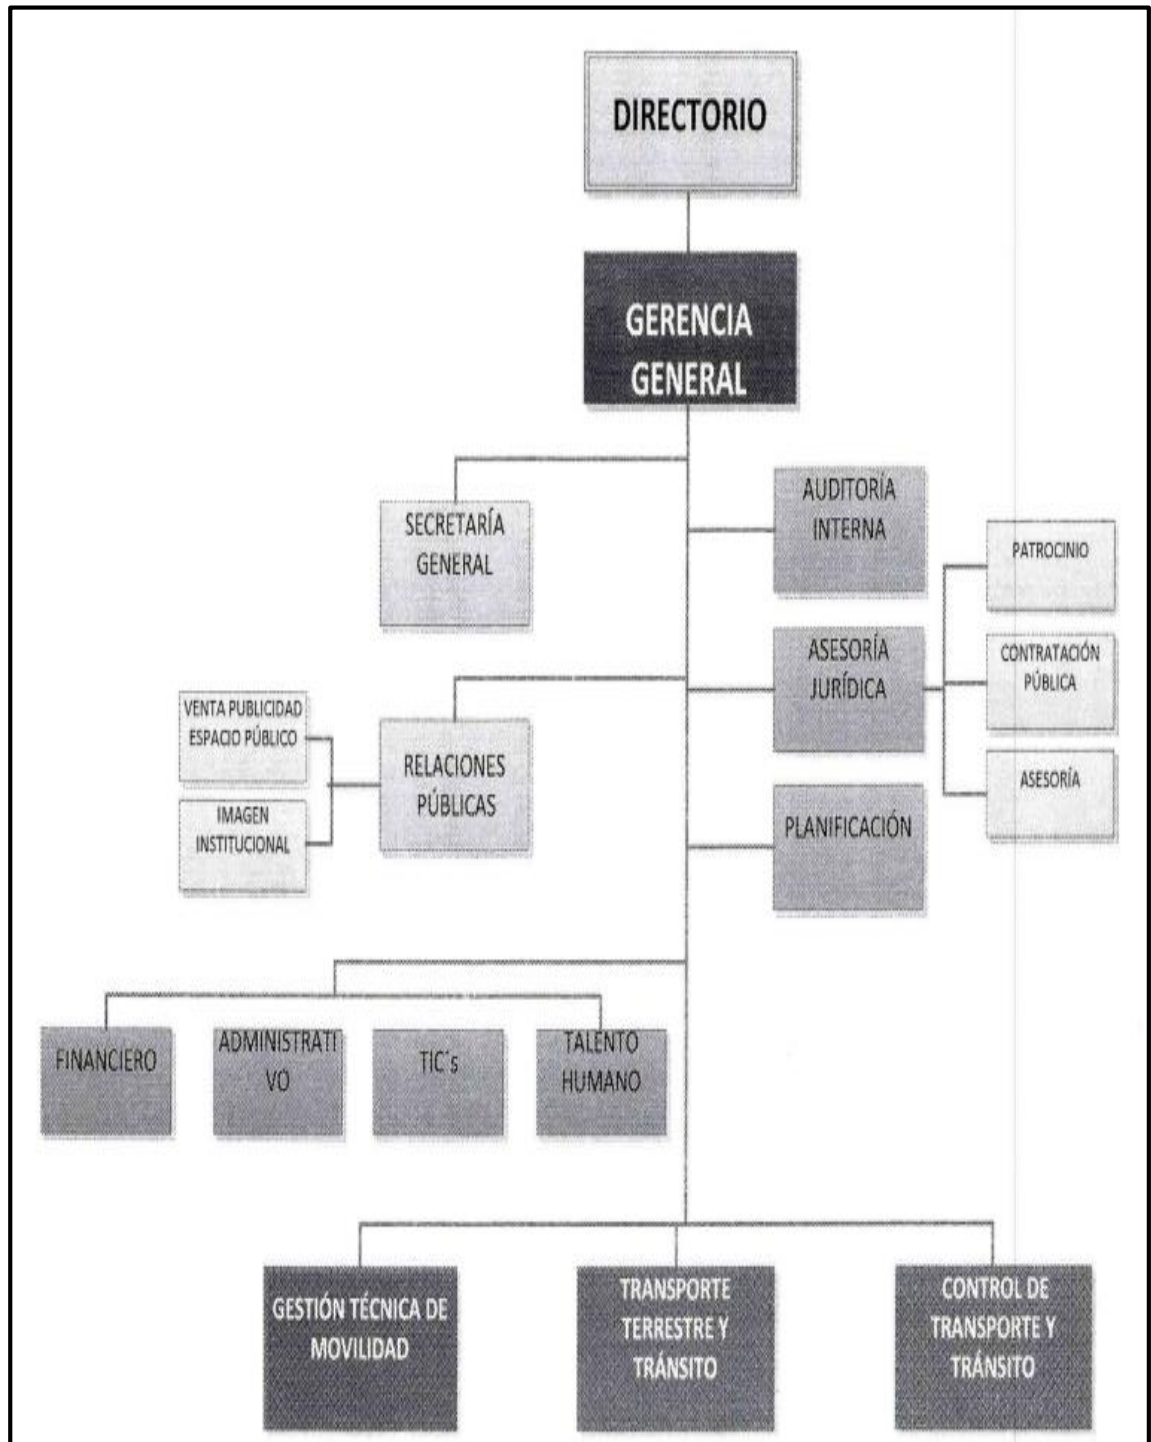 DIRECTORIO
GERENCIA
GENERAL
SECRETARÍA
GENERAL
AUDITORÍA
INTERNA
PATROCINIO
ASESORÍA
JURÍDICA
CONTRATACIÓN
PÚBLICA
ASESORÍA
VENTA PUBLICIDAD
ESPACIO PÚBLICO
IMAGEN
INSTITUCIONAL
RELACIONES
PÚBLICAS
PLANIFICACIÓN
FINANCIERO
ADMINISTRATI
VO
TIC´s
TALENTO
HUMANO
GESTIÓN TÉCNICA DE
MOVILIDAD
TRANSPORTE
TERRESTRE Y
TRÁNSITO
CONTROL DE
TRANSPORTE Y
TRÁNSITO